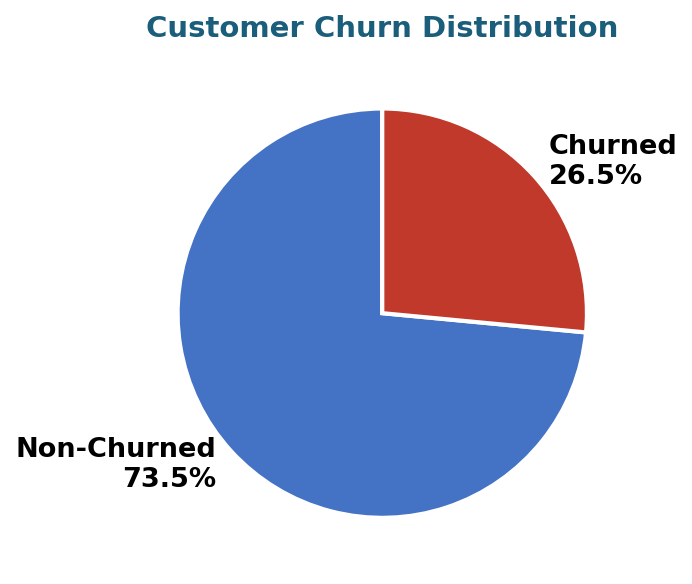 Customer Churn Distribution
Churned
26.5%
Non-Churned
73.5%